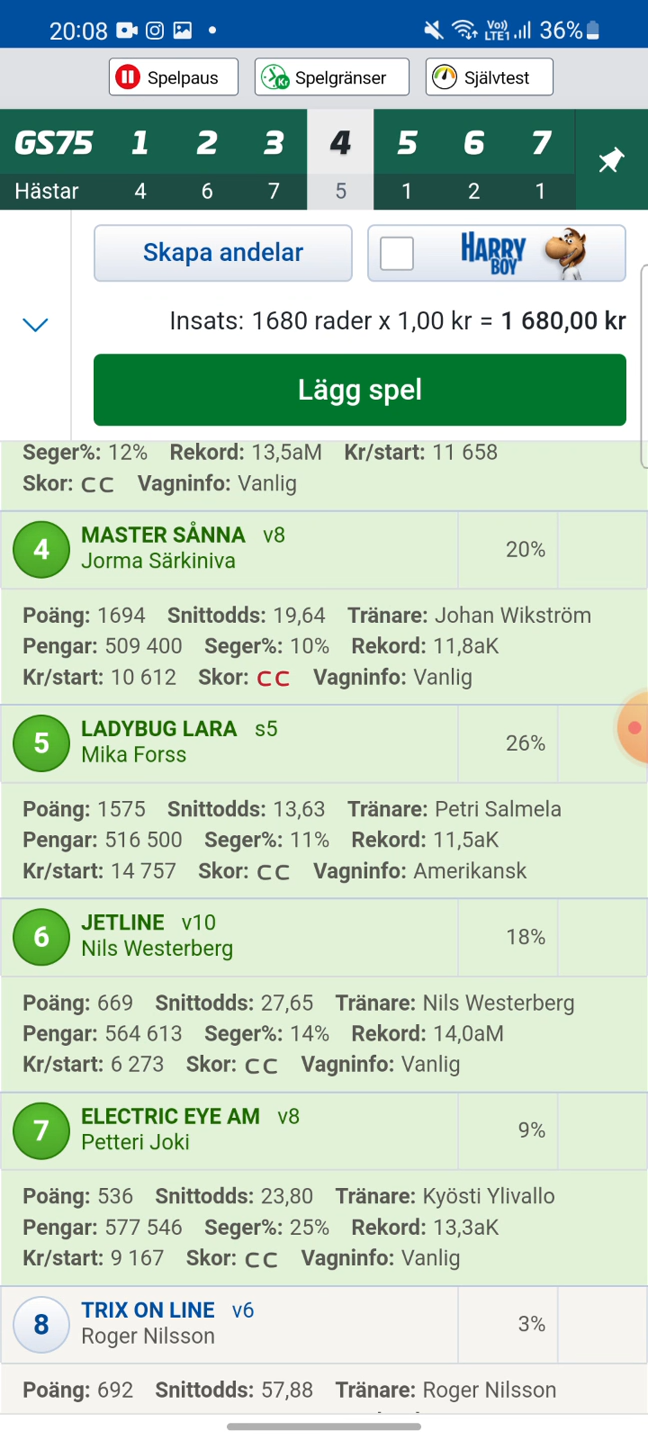 20:08 Vo) LTE1 36%
Spelpaus Spelgränser Självtest
GS75 1 2 3 4 5 6 7
Hästar 4 6 7 5 1 2 1
Skapa andelar HARRY BOY
Insats: 1680 rader x 1,00 kr = 1 680,00 kr
Lägg spel
Seger%: 12% Rekord: 13,5aM Kr/start: 11 658
Skor: C C Vagninfo: Vanlig
4 MASTER SÅNNA v8 20%
Jorma Särkiniva
Poäng: 1694 Snittodds: 19,64 Tränare: Johan Wikström
Pengar: 509 400 Seger%: 10% Rekord: 11,8aK
Kr/start: 10 612 Skor: C C Vagninfo: Vanlig
5 LADYBUG LARA s5 26%
Mika Forss
Poäng: 1575 Snittodds: 13,63 Tränare: Petri Salmela
Pengar: 516 500 Seger%: 11% Rekord: 11,5aK
Kr/start: 14 757 Skor: C C Vagninfo: Amerikansk
6 JETLINE v10 18%
Nils Westerberg
Poäng: 669 Snittodds: 27,65 Tränare: Nils Westerberg
Pengar: 564 613 Seger%: 14% Rekord: 14,0aM
Kr/start: 6 273 Skor: C C Vagninfo: Vanlig
7 ELECTRIC EYE AM v8 9%
Petteri Joki
Poäng: 536 Snittodds: 23,80 Tränare: Kyösti Ylivallo
Pengar: 577 546 Seger%: 25% Rekord: 13,3aK
Kr/start: 9 167 Skor: C C Vagninfo: Vanlig
8 TRIX ON LINE v6 3%
Roger Nilsson
Poäng: 692 Snittodds: 57,88 Tränare: Roger Nilsson